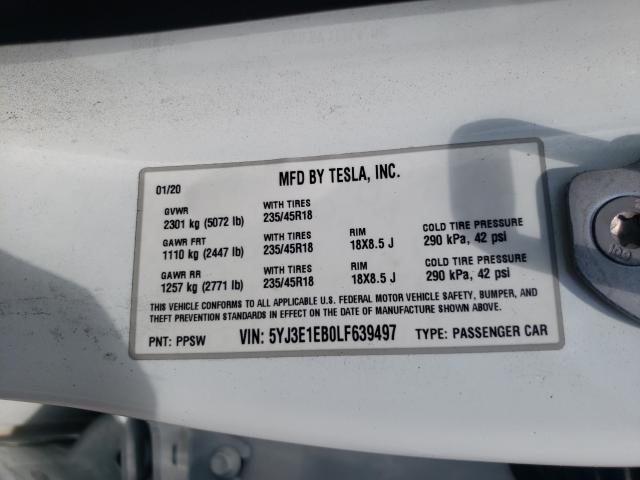 01/20 MFD BY TESLA, INC.
GVWR WITH TIRES
2301 kg (5072 lb) 235/45R18
GAWR FRT WITH TIRES RIM COLD TIRE PRESSURE
1110 kg (2447 lb) 235/45R18 18X8.5 J 290 kPa, 42 psi
GAWR RR WITH TIRES RIM COLD TIRE PRESSURE
1257 kg (2771 lb) 235/45R18 18X8.5 J 290 kPa, 42 psi
THIS VEHICLE CONFORMS TO ALL APPLICABLE U.S. FEDERAL MOTOR VEHICLE SAFETY, BUMPER, AND
THEFT PREVENTION STANDARDS IN EFFECT ON THE DATE OF MANUFACTURE SHOWN ABOVE.
PNT: PPSW VIN: 5YJ3E1EB0LF639497 TYPE: PASSENGER CAR